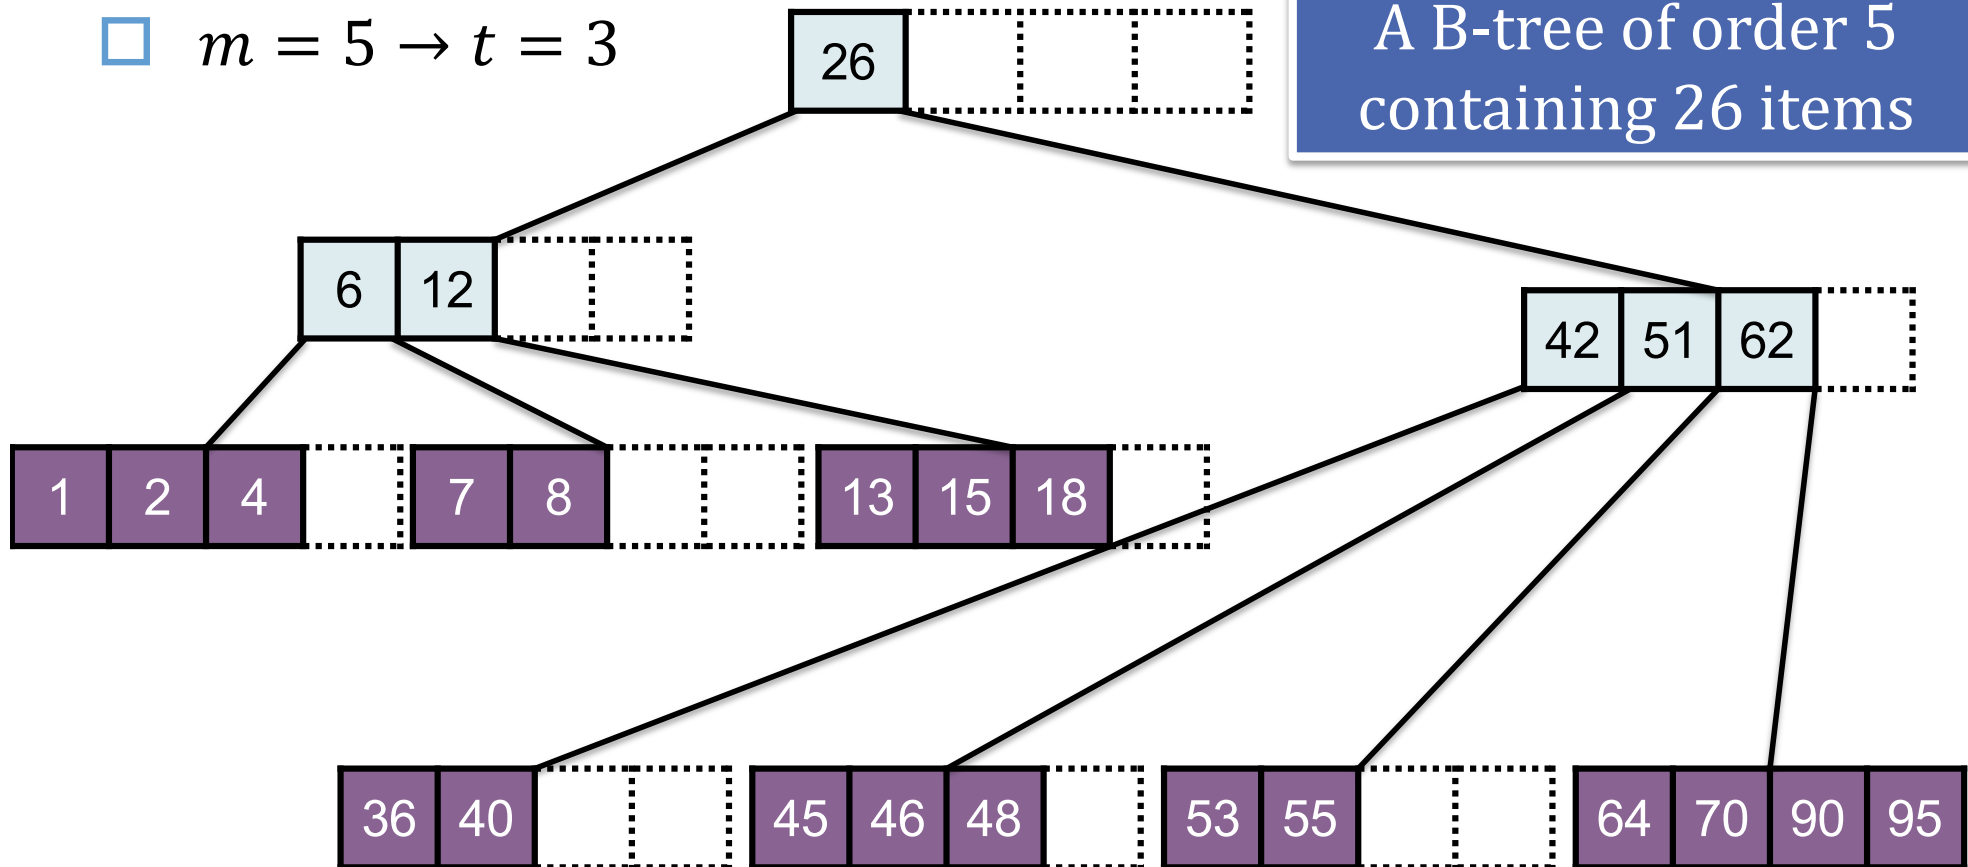 m = 5 → t = 3
A B-tree of order 5
containing 26 items
26
6 12
42 51 62
1 2 4
7 8
13 15 18
36 40
45 46 48
53 55
64 70 90 95